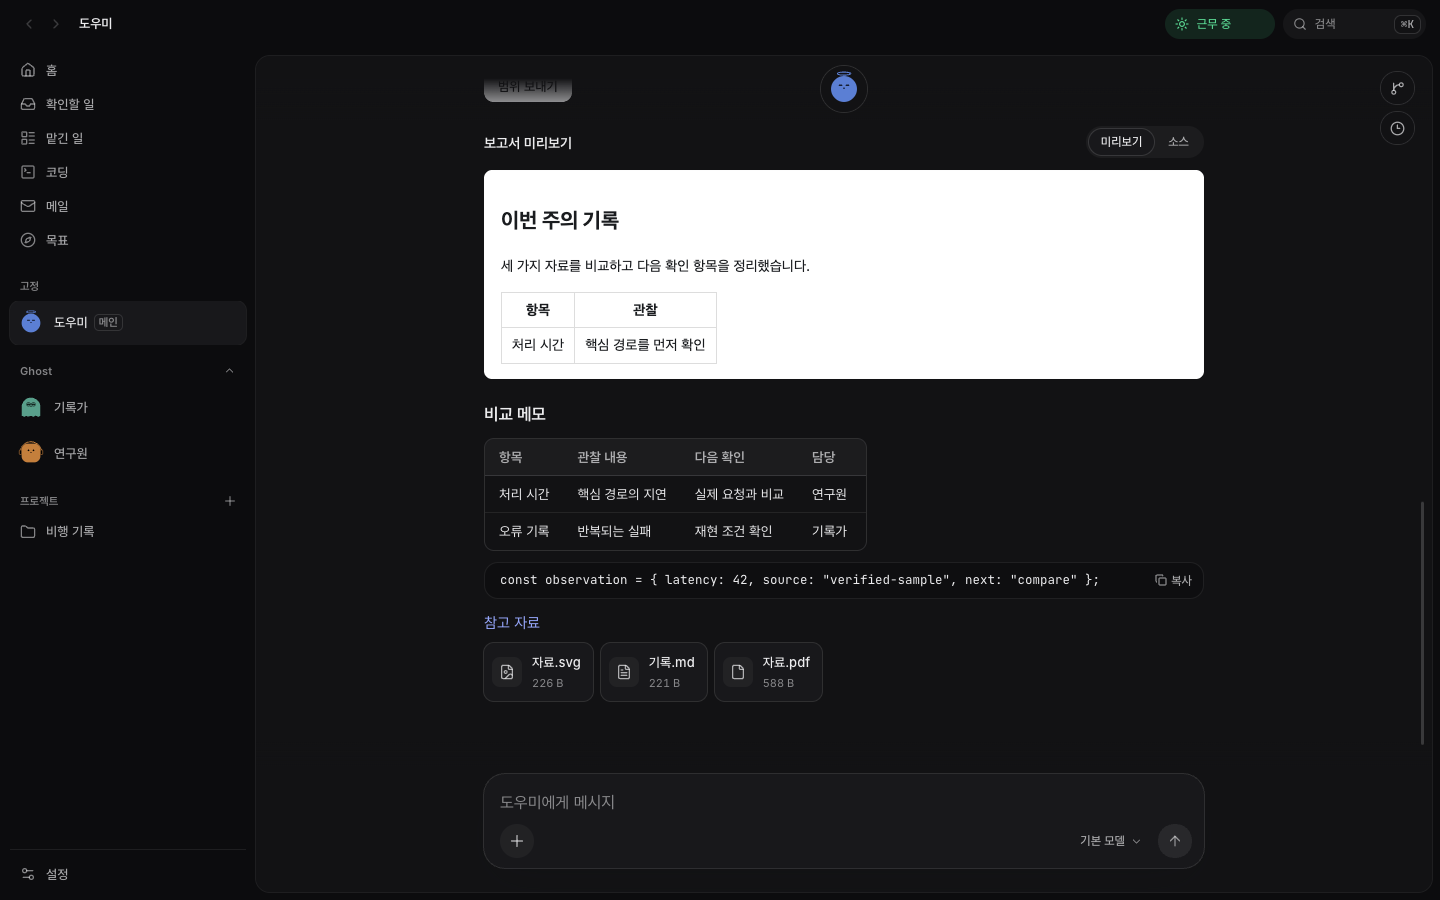 도우미
근무 중
검색
⌘K
홈
확인할 일
맡긴 일
코딩
메일
목표
고정
도우미 메인
Ghost
기록가
연구원
프로젝트
비행 기록
설정
범위 보내기
보고서 미리보기
미리보기 소스
이번 주의 기록
세 가지 자료를 비교하고 다음 확인 항목을 정리했습니다.
항목 관찰
처리 시간 핵심 경로를 먼저 확인
비교 메모
항목 관찰 내용 다음 확인 담당
처리 시간 핵심 경로의 지연 실제 요청과 비교 연구원
오류 기록 반복되는 실패 재현 조건 확인 기록가
const observation = { latency: 42, source: "verified-sample", next: "compare" };
복사
참고 자료
자료.svg
226 B
기록.md
221 B
자료.pdf
588 B
도우미에게 메시지
기본 모델